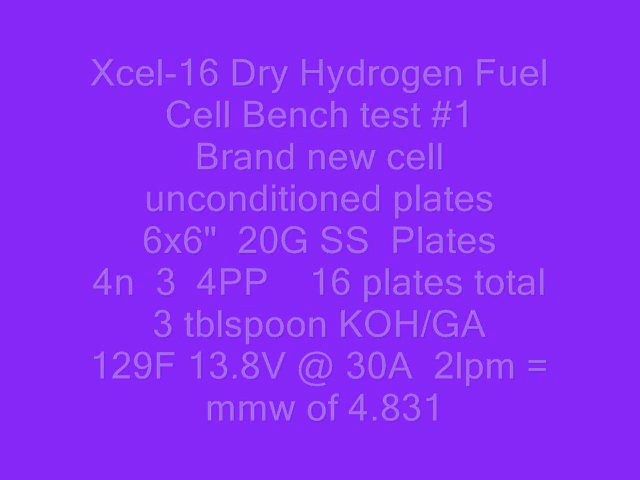 Xcel-16 Dry Hydrogen Fuel
Cell Bench test #1
Brand new cell
unconditioned plates
6x6" 20G SS Plates
4n 3 4PP 16 plates total
3 tblspoon KOH/GA
129F 13.8V @ 30A 2lpm =
mmw of 4.831